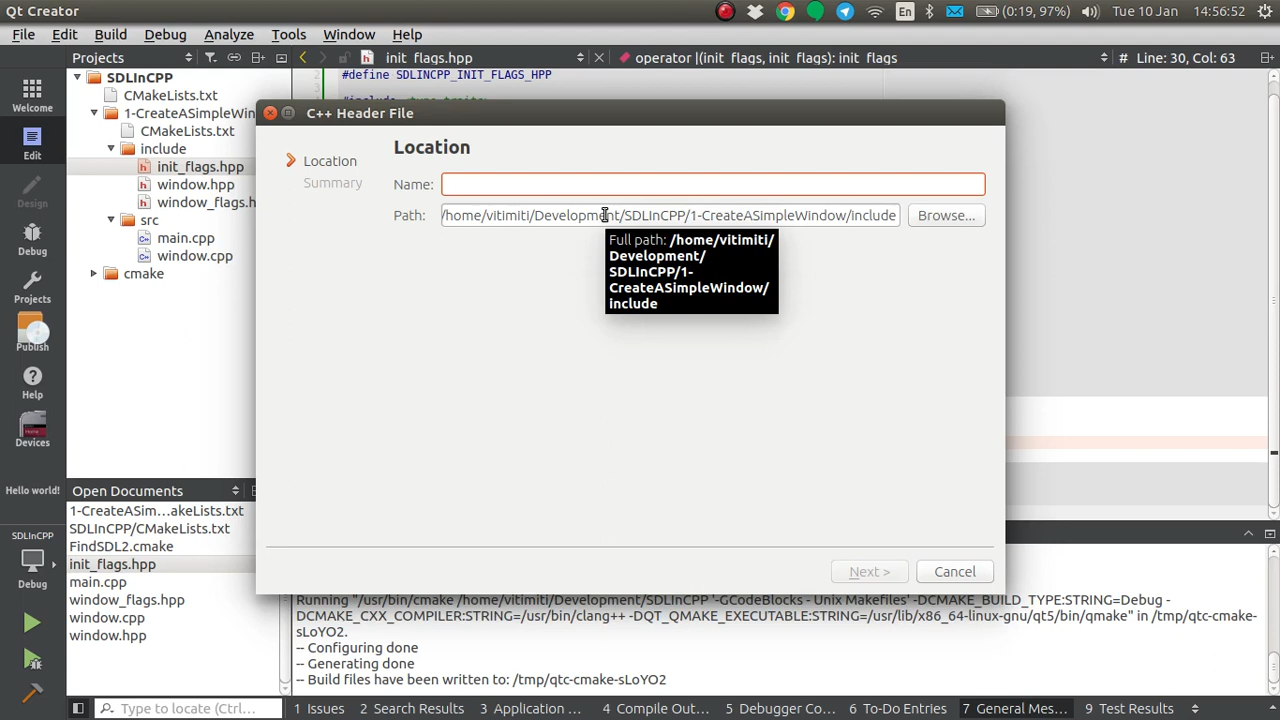 Qt Creator
En
(0:19, 97%)
Tue 10 Jan
14:56:52
File Edit Build Debug Analyze Tools Window Help
Projects
init_flags.hpp
operator |(init_flags, init_flags): init_flags
# Line: 30, Col: 63
SDLInCPP
CMakeLists.txt
1-CreateASimpleWin
CMakeLists.txt
include
init_flags.hpp
window.hpp
window_flags.h
src
main.cpp
window.cpp
cmake
2
#define SDLINCPP_INIT_FLAGS_HPP
3
#include <type_traits>
Welcome
Edit
Design
Debug
Projects
Publish
Help
Devices
Hello world!
SDLInCPP
Debug
C++ Header File
Location
Summary
Location
Name:
Path: /home/vitimiti/Development/SDLInCPP/1-CreateASImpleWindow/include
Browse...
Full path: /home/vitimiti/
Development/
SDLInCPP/1-
CreateASImpleWindow/
include
Next >
Cancel
Open Documents
1-CreateASim...akeLists.txt
SDLInCPP/CMakeLists.txt
FindSDL2.cmake
init_flags.hpp
main.cpp
window_flags.hpp
window.cpp
window.hpp
Running "/usr/bin/cmake /home/vitimiti/Development/SDLInCPP '-GCodeBlocks - Unix Makefiles' -DCMAKE_BUILD_TYPE:STRING=Debug -
DCMAKE_CXX_COMPILER:STRING=/usr/bin/clang++ -DQT_QMAKE_EXECUTABLE:STRING=/usr/lib/x86_64-linux-gnu/qt5/bin/qmake" in /tmp/qtc-cmake-
sLoYO2.
-- Configuring done
-- Generating done
-- Build files have been written to: /tmp/qtc-cmake-sLoYO2
Type to locate (Ctrl...
1 Issues
2 Search Results
3 Application ...
4 Compile Out...
5 Debugger Co...
6 To-Do Entries
7 General Mes...
9 Test Results